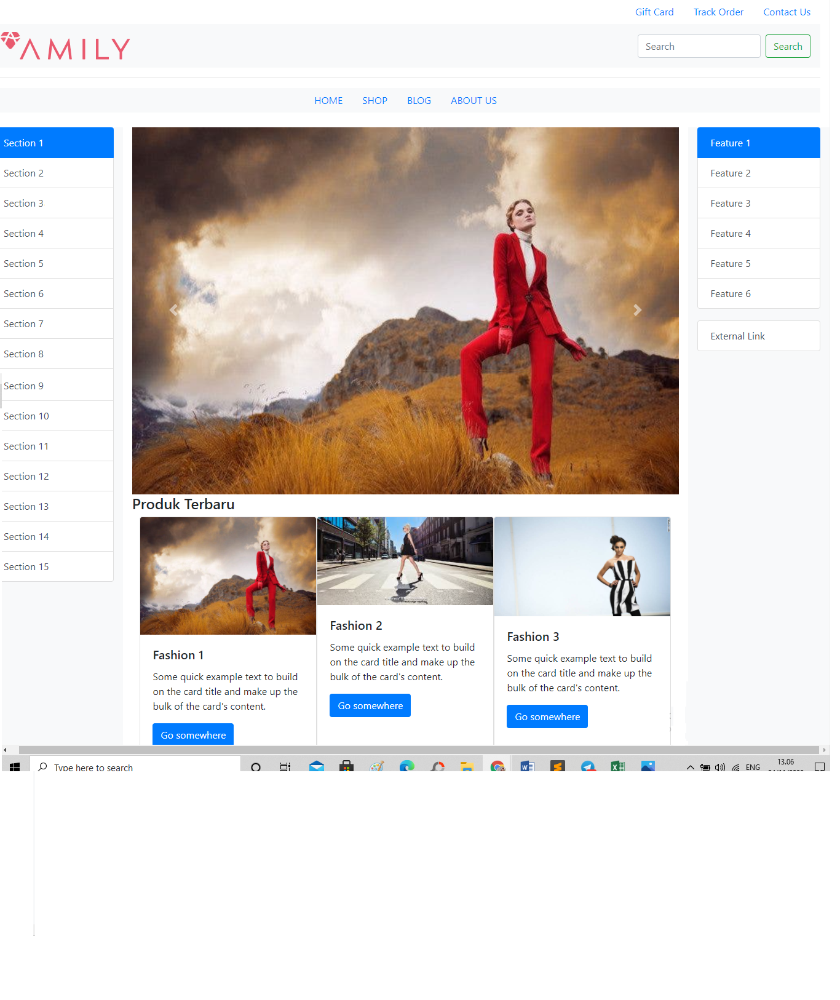 Gift Card Track Order Contact Us
AMILY
Search Search
HOME SHOP BLOG ABOUT US
Section 1
Section 2
Section 3
Section 4
Section 5
Section 6
Section 7
Section 8
Section 9
Section 10
Section 11
Section 12
Section 13
Section 14
Section 15
Feature 1
Feature 2
Feature 3
Feature 4
Feature 5
Feature 6
External Link
Produk Terbaru
Fashion 1
Some quick example text to build
on the card title and make up the
bulk of the card's content.
Go somewhere
Fashion 2
Some quick example text to build
on the card title and make up the
bulk of the card's content.
Go somewhere
Fashion 3
Some quick example text to build
on the card title and make up the
bulk of the card's content.
Go somewhere
Type here to search
ENG
13.06